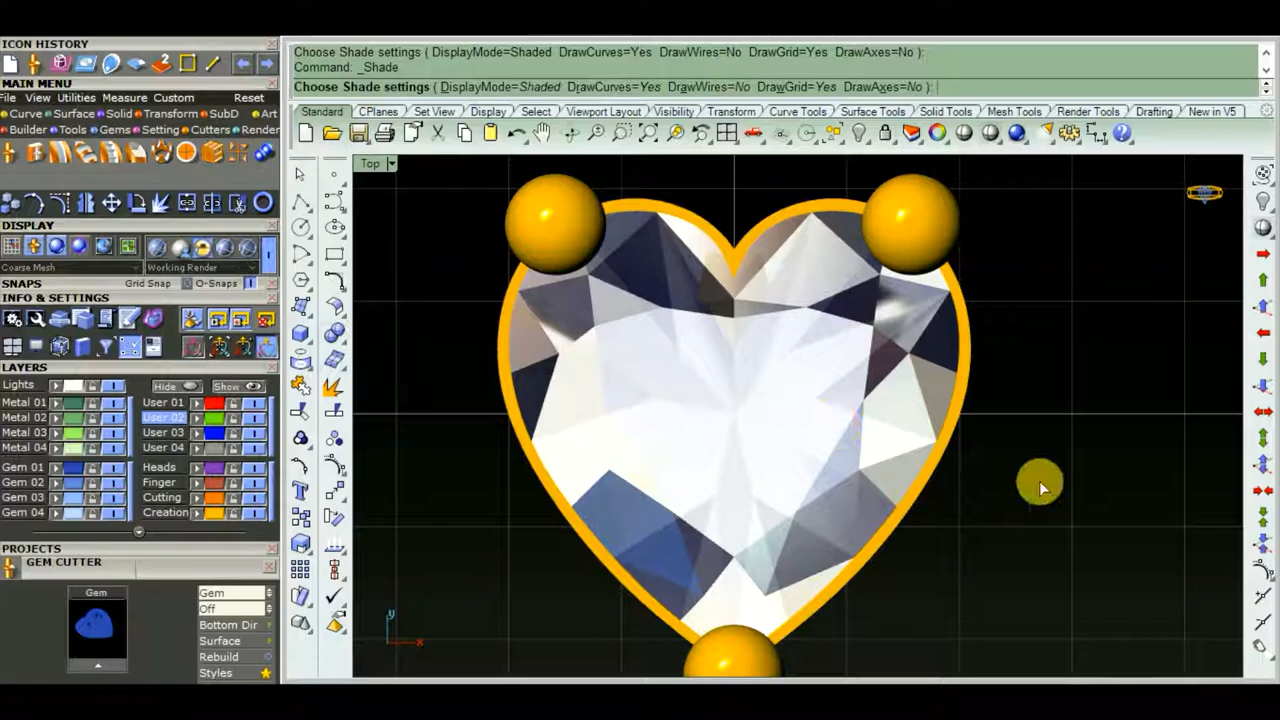 ICON HISTORY
MAIN MENU
File View Utilities Measure Custom Reset
Curve Surface Solid Transform SubD Art
Builder Tools Gems Setting Cutters Render
DISPLAY
Coarse Mesh Working Render
SNAPS Grid Snap O-Snaps
INFO & SETTINGS
LAYERS
Lights Hide Show
Metal 01 User 01
Metal 02 User 02
Metal 03 User 03
Metal 04 User 04
Gem 01 Heads
Gem 02 Finger
Gem 03 Cutting
Gem 04 Creation
PROJECTS
GEM CUTTER
Gem Gem
Off
Bottom Dir
Surface
Rebuild
Styles
Choose Shade settings ( DisplayMode=Shaded DrawCurves=Yes DrawWires=No DrawGrid=Yes DrawAxes=No ):
Command: _Shade
Choose Shade settings ( DisplayMode=Shaded DrawCurves=Yes DrawWires=No DrawGrid=Yes DrawAxes=No ):
Standard CPlanes Set View Display Select Viewport Layout Visibility Transform Curve Tools Surface Tools Solid Tools Mesh Tools Render Tools Drafting New in V5
Top
y
x